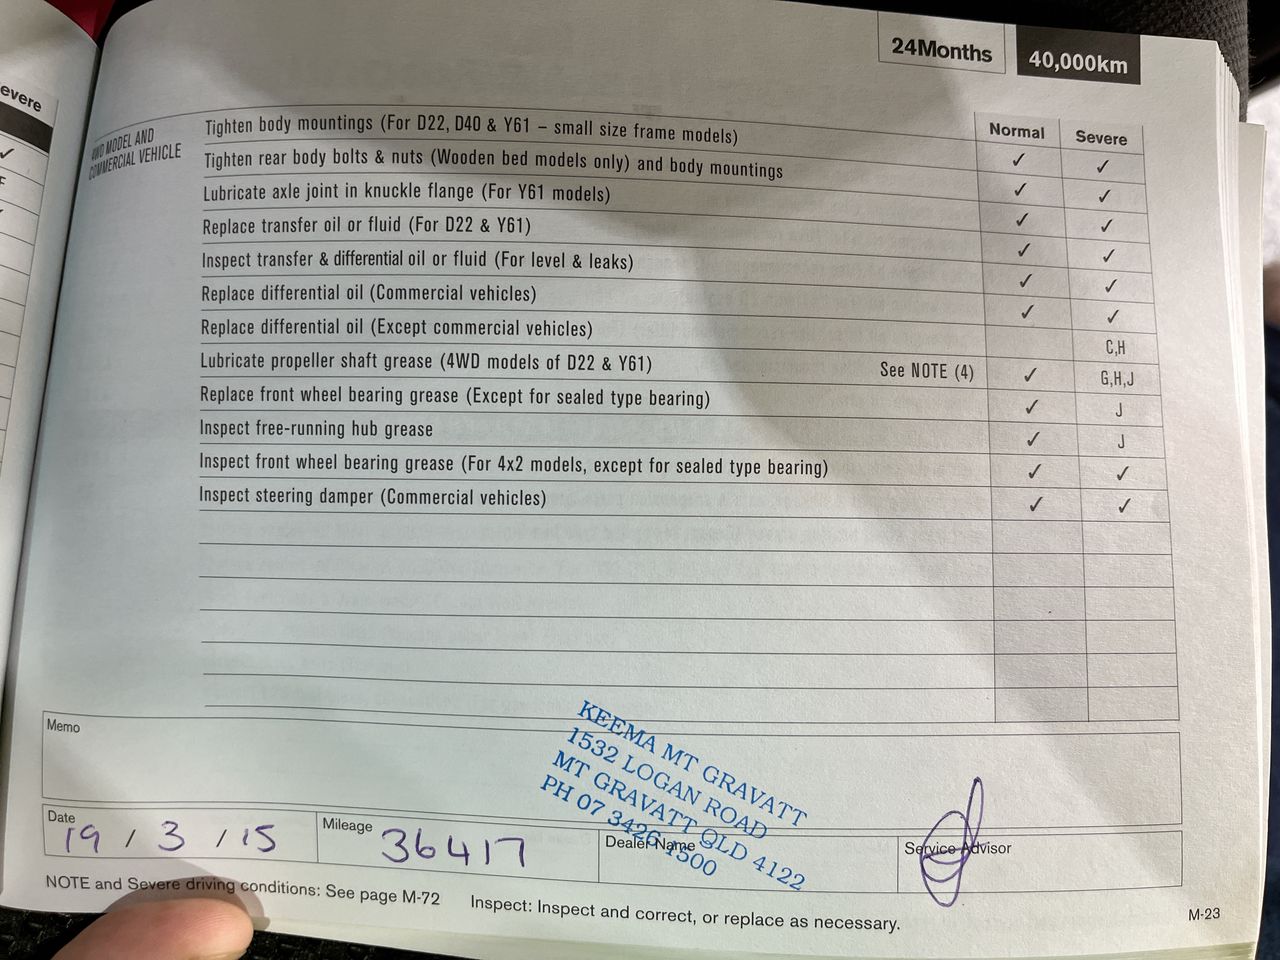 24Months 40,000km
Normal Severe
4WD MODEL AND
COMMERCIAL VEHICLE
Tighten body mountings (For D22, D40 & Y61 – small size frame models) ✓ ✓
Tighten rear body bolts & nuts (Wooden bed models only) and body mountings ✓ ✓
Lubricate axle joint in knuckle flange (For Y61 models) ✓ ✓
Replace transfer oil or fluid (For D22 & Y61) ✓ ✓
Inspect transfer & differential oil or fluid (For level & leaks) ✓ ✓
Replace differential oil (Commercial vehicles) ✓ ✓
Replace differential oil (Except commercial vehicles) C,H
Lubricate propeller shaft grease (4WD models of D22 & Y61) See NOTE (4) ✓ G,H,J
Replace front wheel bearing grease (Except for sealed type bearing) ✓ J
Inspect free-running hub grease ✓ J
Inspect front wheel bearing grease (For 4x2 models, except for sealed type bearing) ✓ ✓
Inspect steering damper (Commercial vehicles) ✓ ✓
Memo
KEEMA MT GRAVATT
1532 LOGAN ROAD
MT GRAVATT QLD 4122
PH 07 3426 1500
Date 19 / 3 / 15 Mileage 36417 Dealer Name Service Advisor
NOTE and Severe driving conditions: See page M-72 Inspect: Inspect and correct, or replace as necessary.
M-23